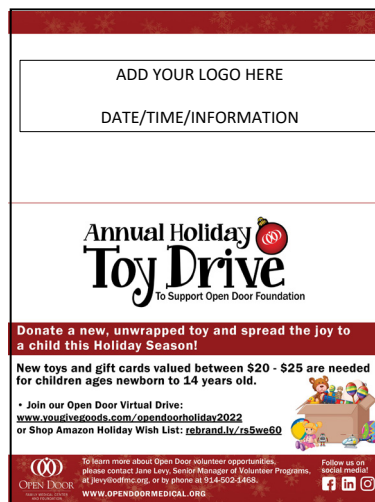 ADD YOUR LOGO HERE
DATE/TIME/INFORMATION
Annual Holiday
Toy Drive
To Support Open Door Foundation
Donate a new, unwrapped toy and spread the joy to
a child this Holiday Season!
New toys and gift cards valued between $20 - $25 are needed
for children ages newborn to 14 years old.
• Join our Open Door Virtual Drive:
www.yougivegoods.com/opendoorholiday2022
or Shop Amazon Holiday Wish List: rebrand.ly/rs5we60
OPEN DOOR
FAMILY MEDICAL CENTER
AND FOUNDATION
To learn more about Open Door volunteer opportunities,
please contact Jane Levy, Senior Manager of Volunteer Programs,
at jlevy@odfmc.org, or by phone at 914-502-1468.
WWW.OPENDOORMEDICAL.ORG
Follow us on
social media!